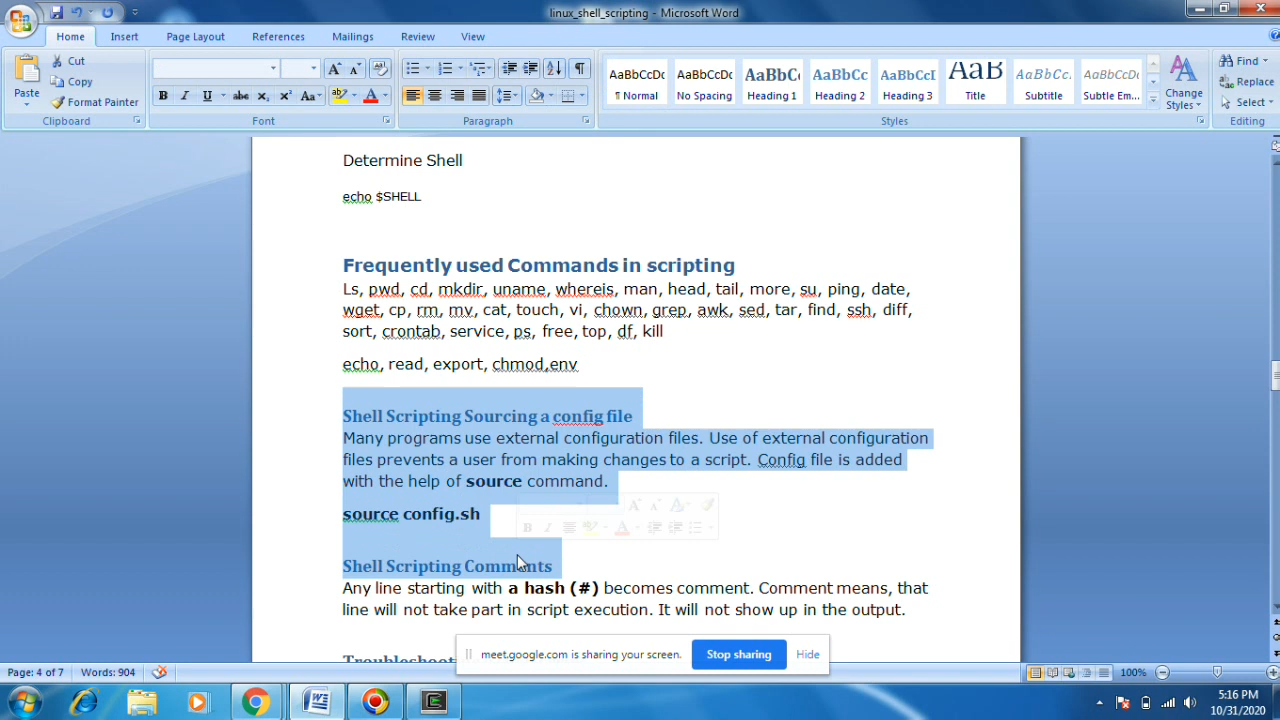 linux_shell_scripting - Microsoft Word
Home Insert Page Layout References Mailings Review View
Paste
Cut
Copy
Format Painter
Clipboard
B I U abc x₂ x² Aa
Font
Paragraph
AaBbCcDc AaBbCcDc AaBbC AaBbCc AaBbCcI AaB AaBbCcL AaBbCcDc
¶ Normal No Spacing Heading 1 Heading 2 Heading 3 Title Subtitle Subtle Em...
Change Styles
Styles
Find
Replace
Select
Editing
Determine Shell
echo $SHELL
Frequently used Commands in scripting
Ls, pwd, cd, mkdir, uname, whereis, man, head, tail, more, su, ping, date,
wget, cp, rm, mv, cat, touch, vi, chown, grep, awk, sed, tar, find, ssh, diff,
sort, crontab, service, ps, free, top, df, kill
echo, read, export, chmod,env
Shell Scripting Sourcing a config file
Many programs use external configuration files. Use of external configuration
files prevents a user from making changes to a script. Config file is added
with the help of source command.
source config.sh
Shell Scripting Comments
Any line starting with a hash (#) becomes comment. Comment means, that
line will not take part in script execution. It will not show up in the output.
Troubleshoot
meet.google.com is sharing your screen. Stop sharing Hide
Page: 4 of 7 Words: 904 100%
5:16 PM
10/31/2020